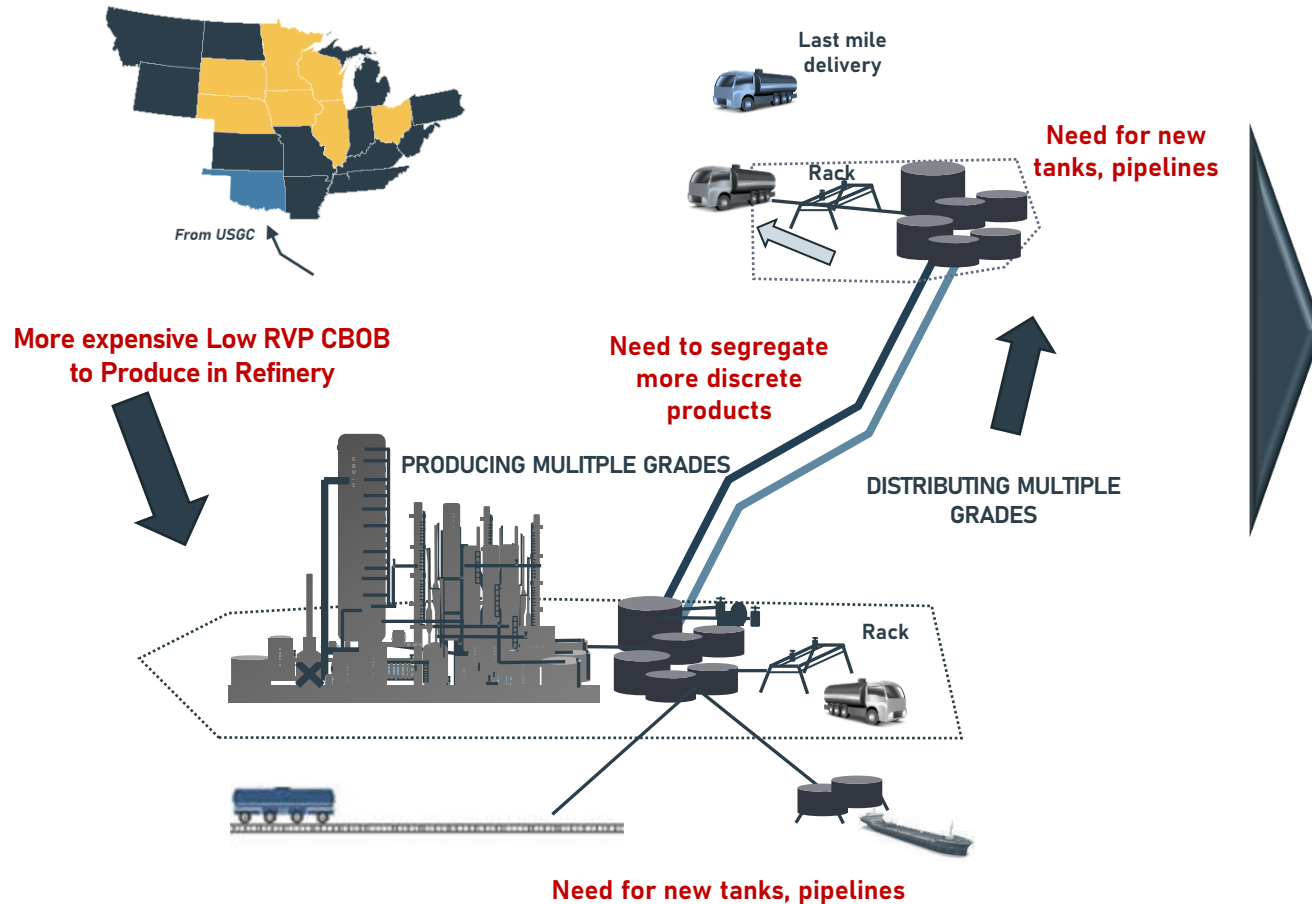 Last mile
delivery
Need for new
tanks, pipelines
Rack
From USGC
More expensive Low RVP CBOB
to Produce in Refinery
Need to segregate
more discrete
products
PRODUCING MULITPLE GRADES
DISTRIBUTING MULTIPLE
GRADES
Rack
Need for new tanks, pipelines